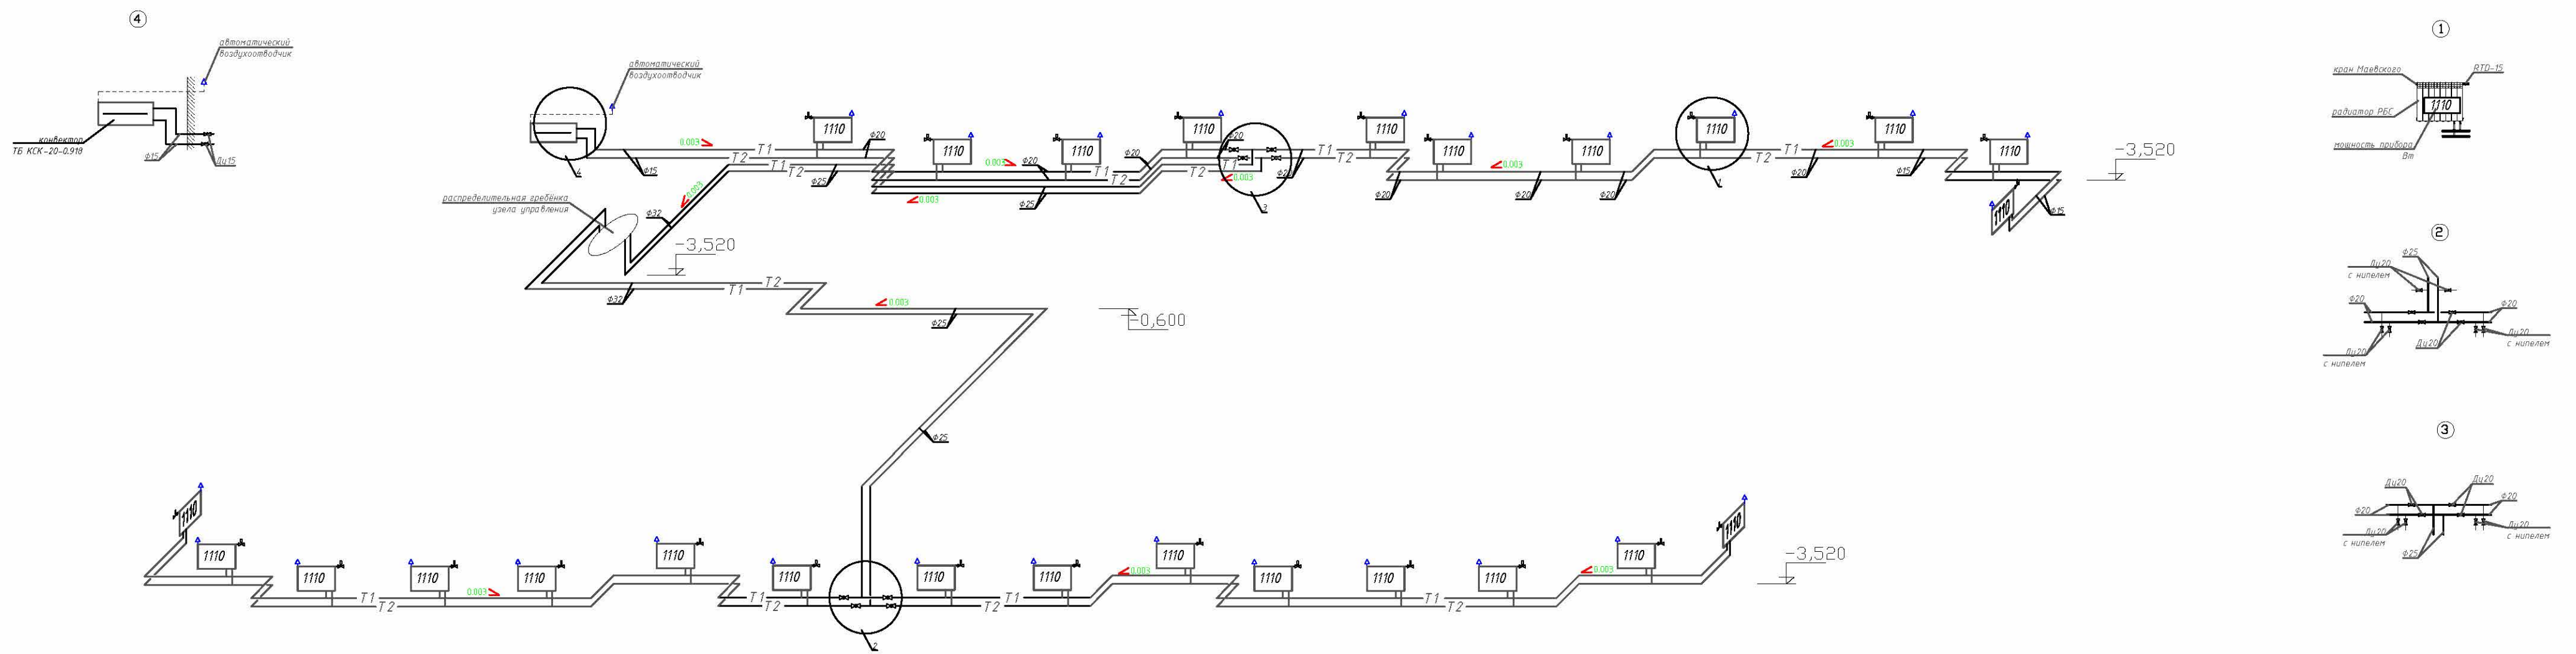 4
автоматический
воздухоотводчик
конвектор
ТБ КСК-20-0.918
Ф15
Ду15
автоматический
воздухоотводчик
4
Ф15
0.003
Т1
Т2
Т1
Т2
1110
Ф20
Ф25
1110
0.003
Ф20
1110
Т1
Т2
Ф20
0.003
Ф25
1110
Ф20
Т1
Т2
0.003
3
Ф20
Т1
Т2
1110
Ф20
1110
0.003
Ф20
1110
Ф20
1110
1
Т1
Т2
0.003
Ф20
1110
Ф15
1110
1110
Ф15
-3,520
распределительная гребёнка
узела управления
Ф32
0.003
-3,520
Ф32
Т1
Т2
0.003
Ф25
-0,600
Ф25
1110
1110
1110
1110
0.003
1110
Т1
Т2
1110
1110
Т1
Т2
2
1110
1110
Т1
Т2
0.003
1110
1110
1110
1110
Т1
Т2
0.003
1110
1110
-3,520
1
кран Маевского
RTD-15
радиатор РБС
1110
мощность прибора
Вт
2
Ф25
Ду20
с нипелем
Ф20
Ф20
Ду20
с нипелем
Ду20
Ду20
с нипелем
3
Ду20
Ду20
Ф20
Ф20
Ду20
с нипелем
Ду20
с нипелем
Ф25